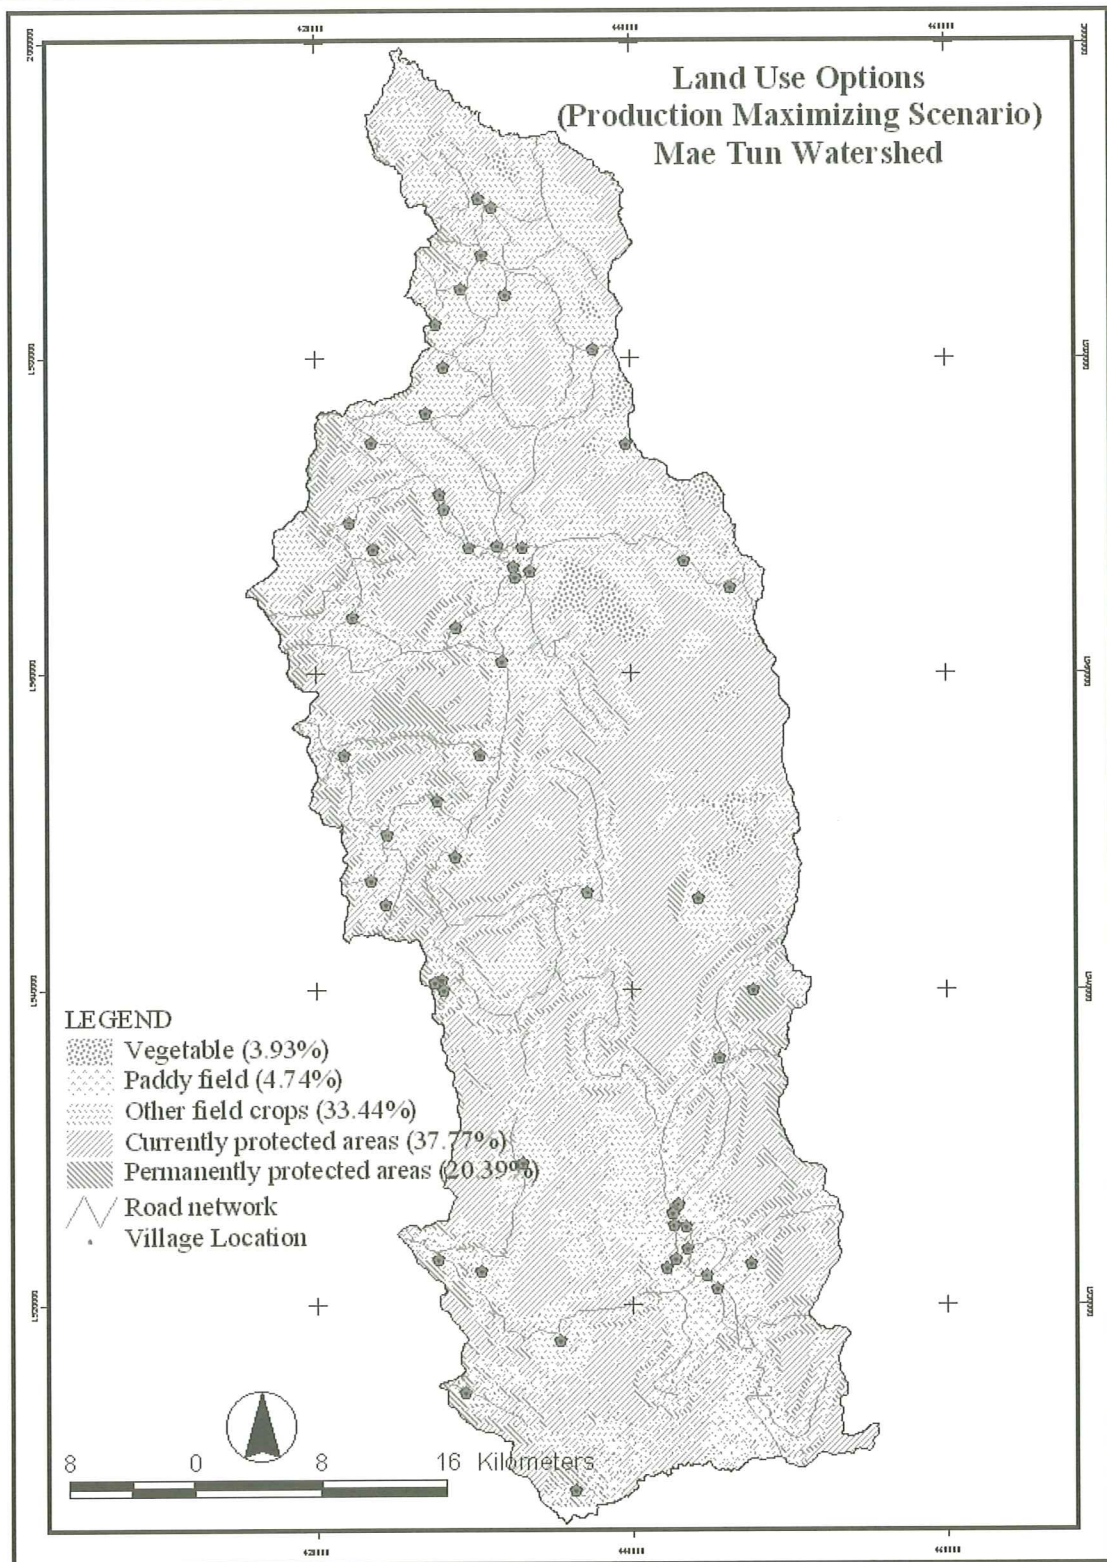 Land Use Options
(Production Maximizing Scenario)
Mae Tun Watershed
LEGEND
Vegetable (3.93%)
Paddy field (4.74%)
Other field crops (33.44%)
Currently protected areas (37.77%)
Permanently protected areas (20.39%)
Road network
Village Location
8 0 8 16 Kilometers